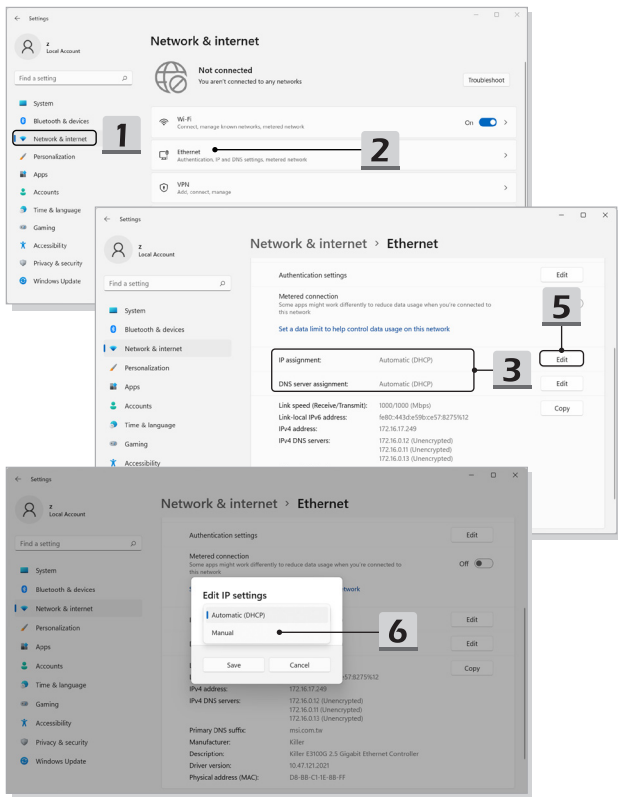 ← Settings
z
Local Account
Find a setting
System
Bluetooth & devices
Network & internet
Personalization
Apps
Accounts
Time & language
Gaming
Accessibility
Privacy & security
Windows Update
1
Network & internet
Not connected
You aren't connected to any networks
Troubleshoot
Wi-Fi
Connect, manage known networks, metered network
On
Ethernet
Authentication, IP and DNS settings, metered network
2
VPN
Add, connect, manage
← Settings
z
Local Account
Find a setting
System
Bluetooth & devices
Network & internet
Personalization
Apps
Accounts
Time & language
Gaming
Accessibility
Network & internet > Ethernet
Authentication settings
Edit
Metered connection
Some apps might work differently to reduce data usage when you're connected to
this network
5
Set a data limit to help control data usage on this network
IP assignment: Automatic (DHCP)
Edit
3
DNS server assignment: Automatic (DHCP)
Edit
Link speed (Receive/Transmit): 1000/1000 (Mbps)
Copy
Link-local IPv6 address: fe80::443d:e59b:ce57:8275%12
IPv4 address: 172.16.17.249
IPv4 DNS servers: 172.16.0.12 (Unencrypted)
172.16.0.11 (Unencrypted)
172.16.0.13 (Unencrypted)
← Settings
z
Local Account
Find a setting
System
Bluetooth & devices
Network & internet
Personalization
Apps
Accounts
Time & language
Gaming
Accessibility
Privacy & security
Windows Update
Network & internet > Ethernet
Authentication settings
Edit
Metered connection
Some apps might work differently to reduce data usage when you're connected to
this network
Off
Edit IP settings
Automatic (DHCP)
Manual
6
Save
Cancel
Edit
Edit
Copy
IPv4 address: 172.16.17.249
IPv4 DNS servers: 172.16.0.12 (Unencrypted)
172.16.0.11 (Unencrypted)
172.16.0.13 (Unencrypted)
Primary DNS suffix: msi.com.tw
Manufacturer: Killer
Description: Killer E3100G 2.5 Gigabit Ethernet Controller
Driver version: 10.47.121.2021
Physical address (MAC): D8-BB-C1-1E-BB-FF